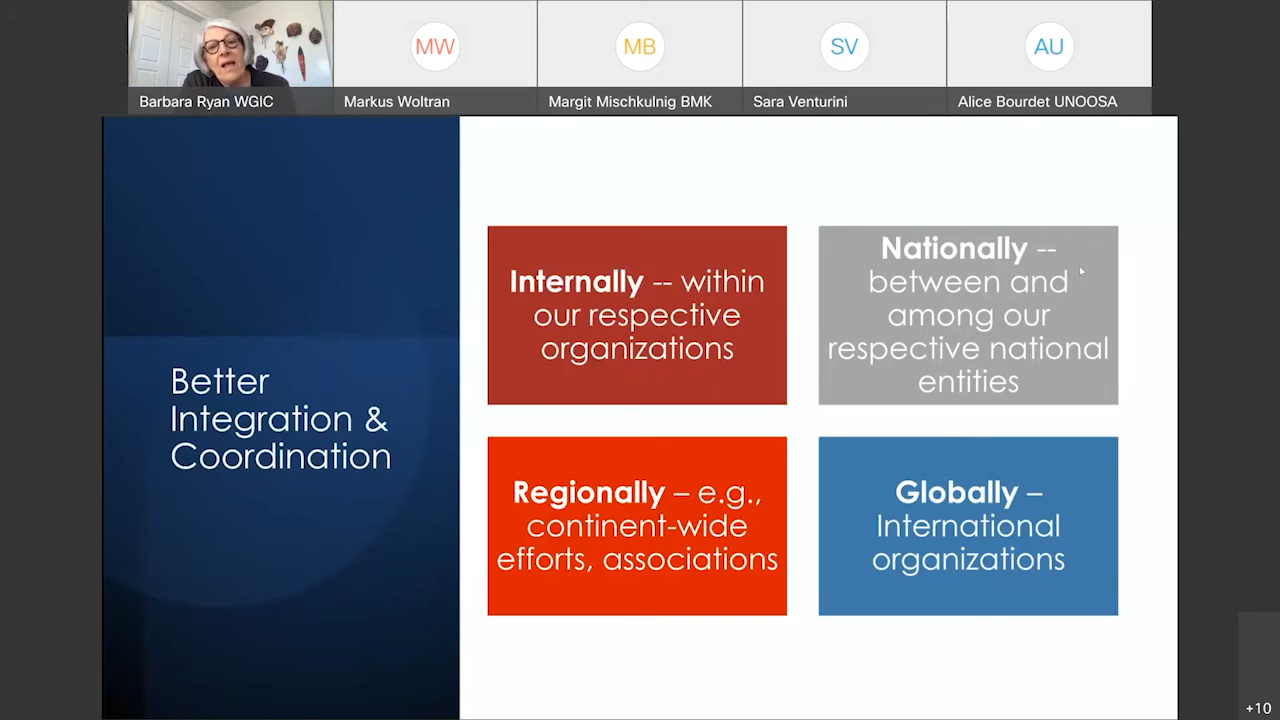 MW
MB
SV
AU
Barbara Ryan WGIC
Markus Woltran
Margit Mischkulnig BMK
Sara Venturini
Alice Bourdet UNOOSA
Better
Integration &
Coordination
Internally -- within
our respective
organizations
Nationally --
between and
among our
respective national
entities
Regionally – e.g.,
continent-wide
efforts, associations
Globally –
International
organizations
+10